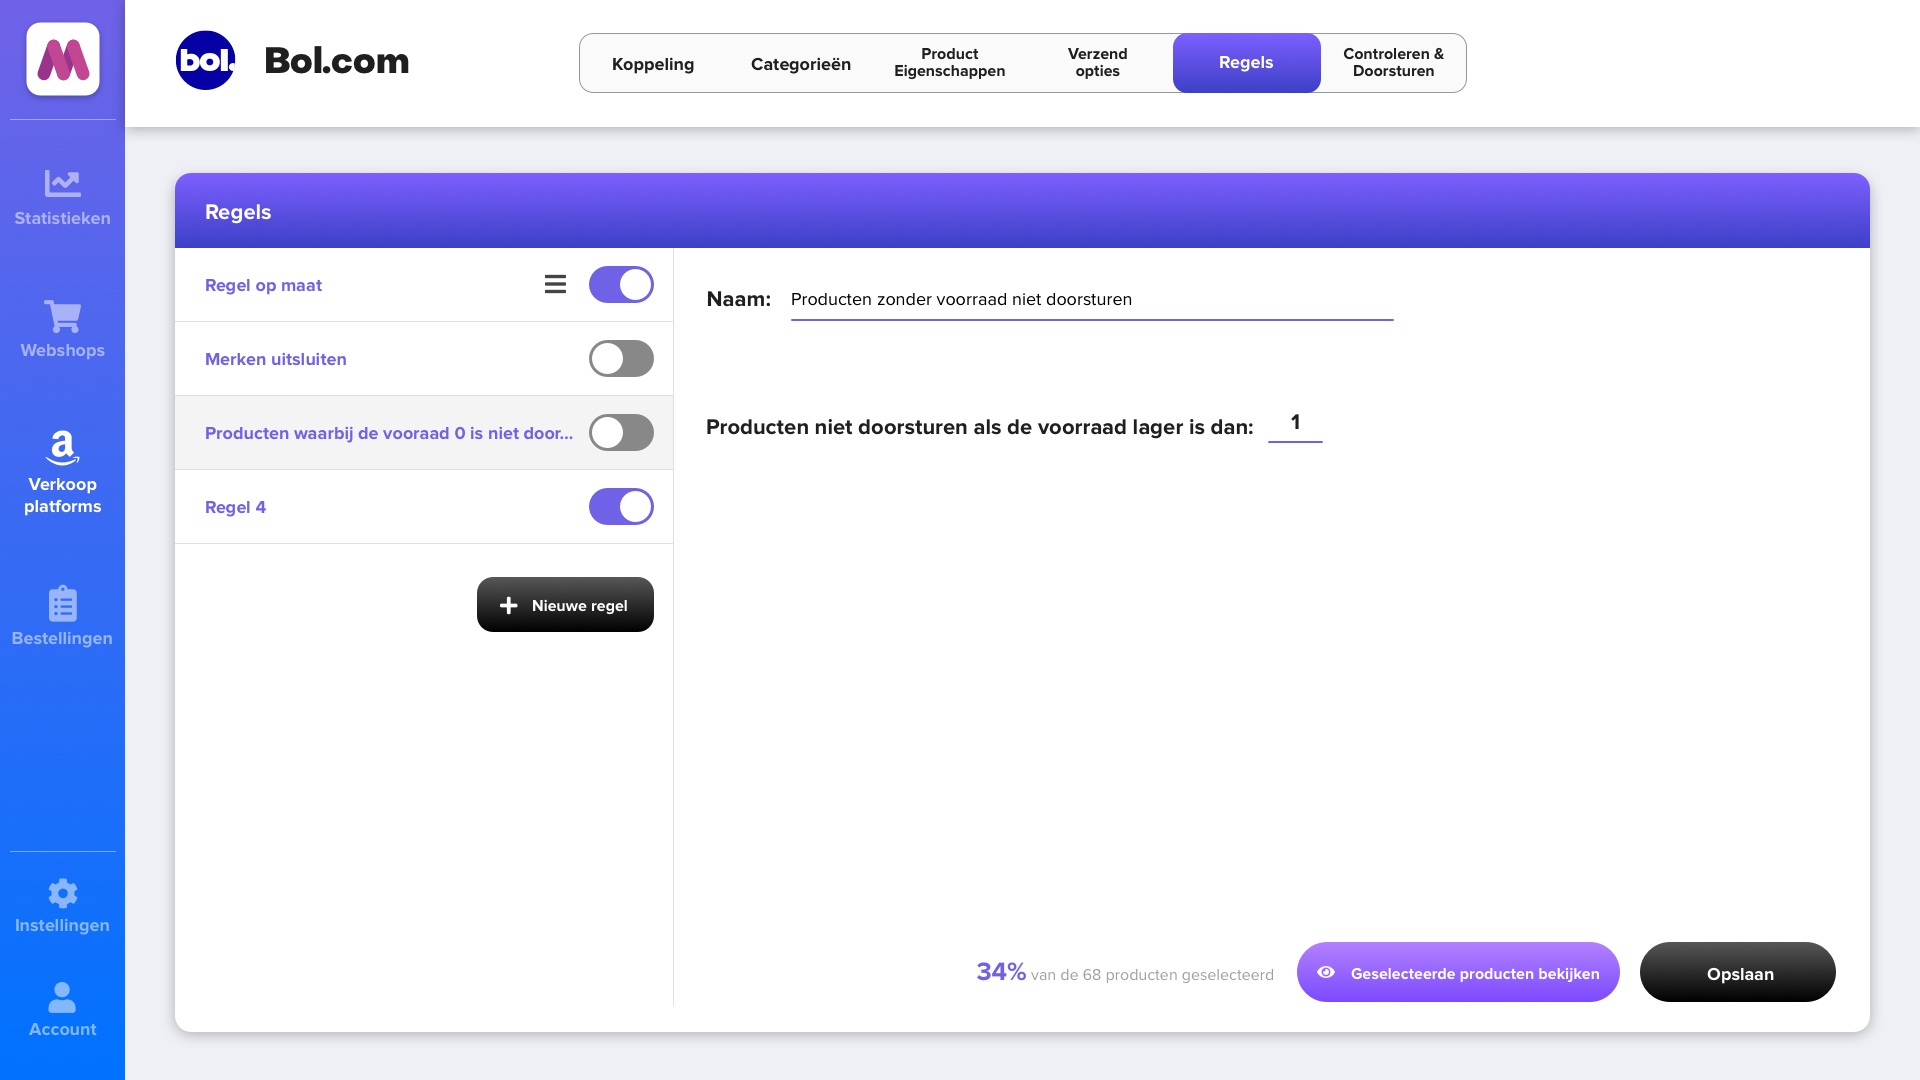 bol.
Bol.com
Koppeling
Categorieën
Product
Eigenschappen
Verzend
opties
Regels
Controleren &
Doorsturen
Statistieken
Webshops
Verkoop
platforms
Bestellingen
Instellingen
Account
Regels
Regel op maat
Merken uitsluiten
Producten waarbij de vooraad 0 is niet door...
Regel 4
Nieuwe regel
Naam: Producten zonder voorraad niet doorsturen
Producten niet doorsturen als de voorraad lager is dan: 1
34% van de 68 producten geselecteerd
Geselecteerde producten bekijken
Opslaan